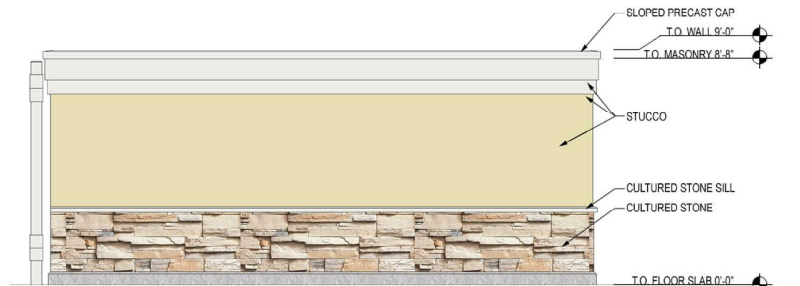 SLOPED PRECAST CAP
T.O. WALL 9'-0"
T.O. MASONRY 8'-8"
STUCCO
CULTURED STONE SILL
CULTURED STONE
T.O. FLOOR SLAB 0'-0"